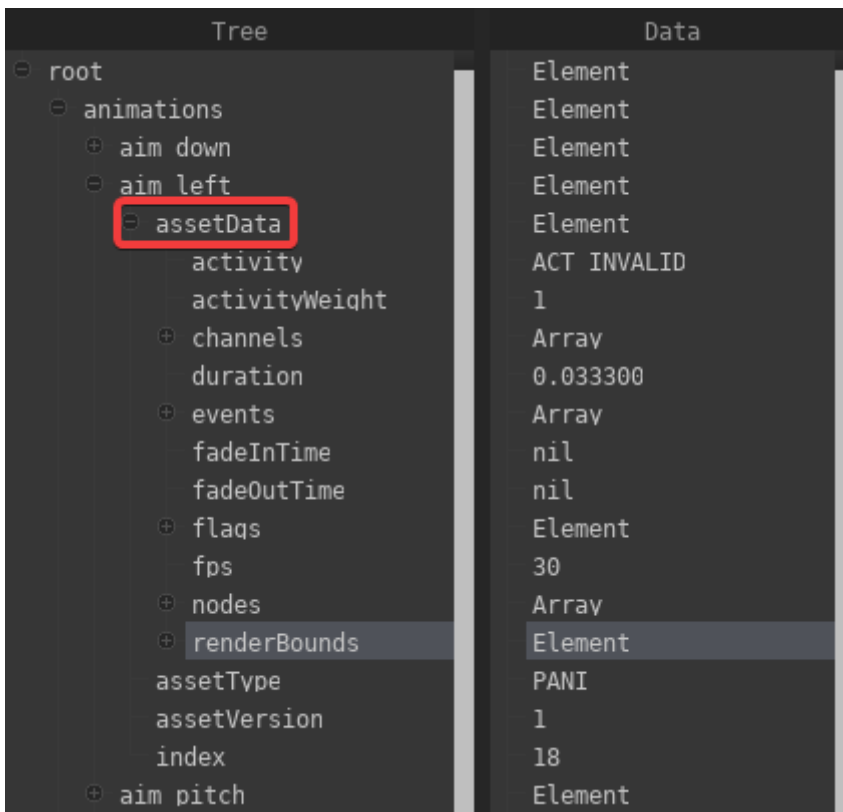 Tree Data
root Element
animations Element
aim down Element
aim left Element
assetData Element
activity ACT INVALID
activityWeight 1
channels Array
duration 0.033300
events Array
fadeInTime nil
fadeOutTime nil
flags Element
fps 30
nodes Array
renderBounds Element
assetType PANI
assetVersion 1
index 18
aim pitch Element